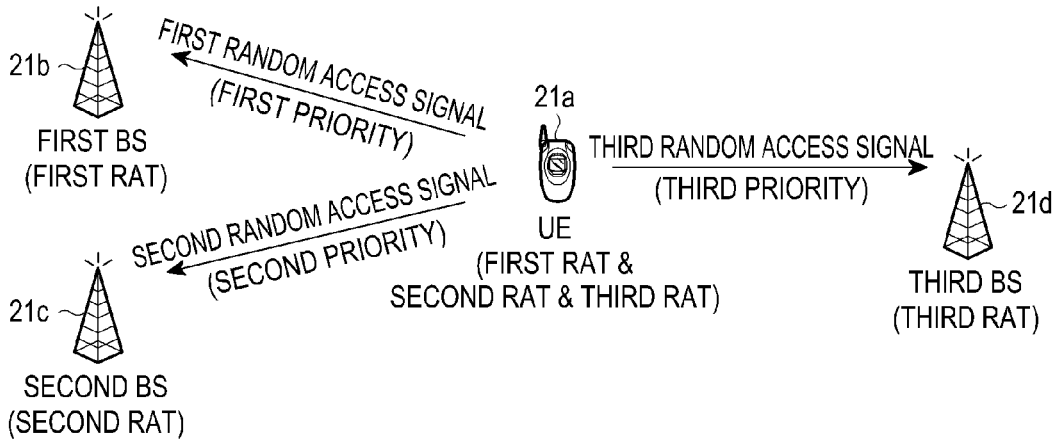 21b
FIRST BS
(FIRST RAT)
FIRST RANDOM ACCESS SIGNAL
(FIRST PRIORITY)
21a
UE
(FIRST RAT &
SECOND RAT & THIRD RAT)
THIRD RANDOM ACCESS SIGNAL
(THIRD PRIORITY)
21d
THIRD BS
(THIRD RAT)
SECOND RANDOM ACCESS SIGNAL
(SECOND PRIORITY)
21c
SECOND BS
(SECOND RAT)